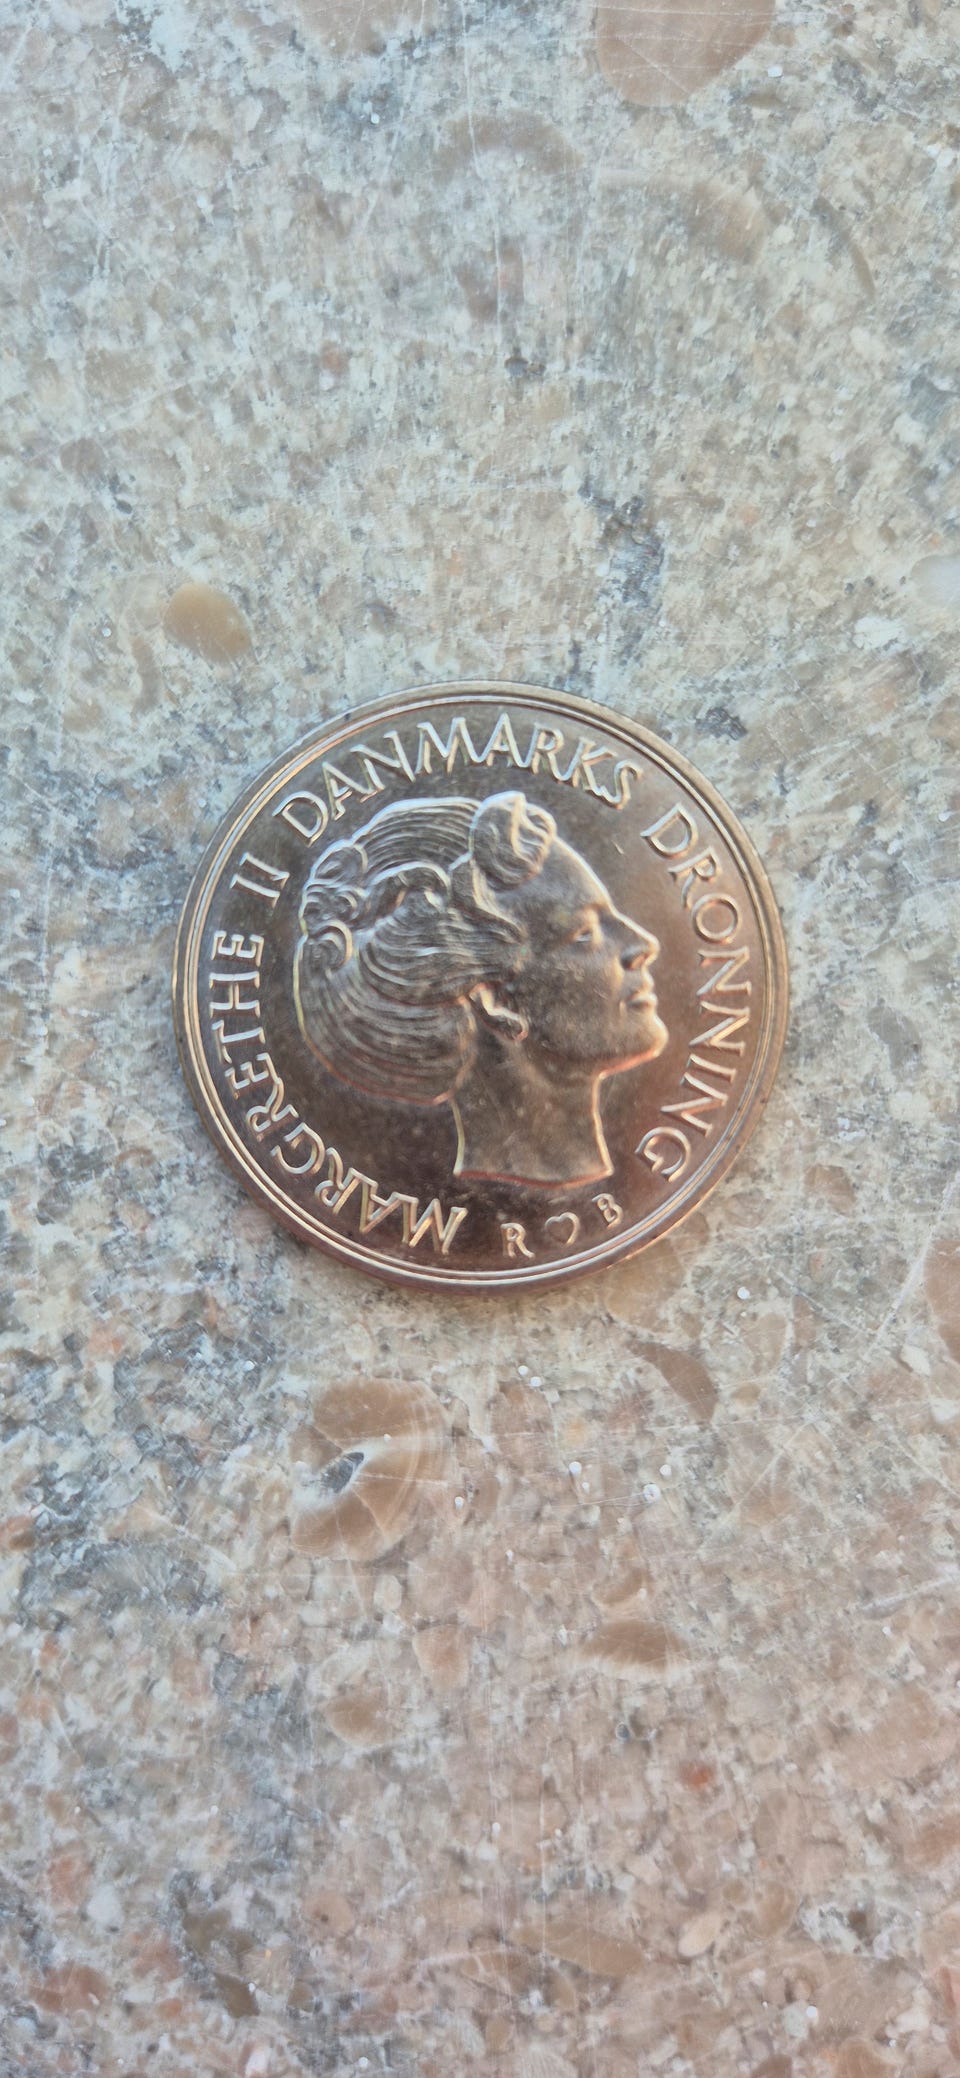 MARGRETHE II DANMARKS DRONNING
R ♡ B